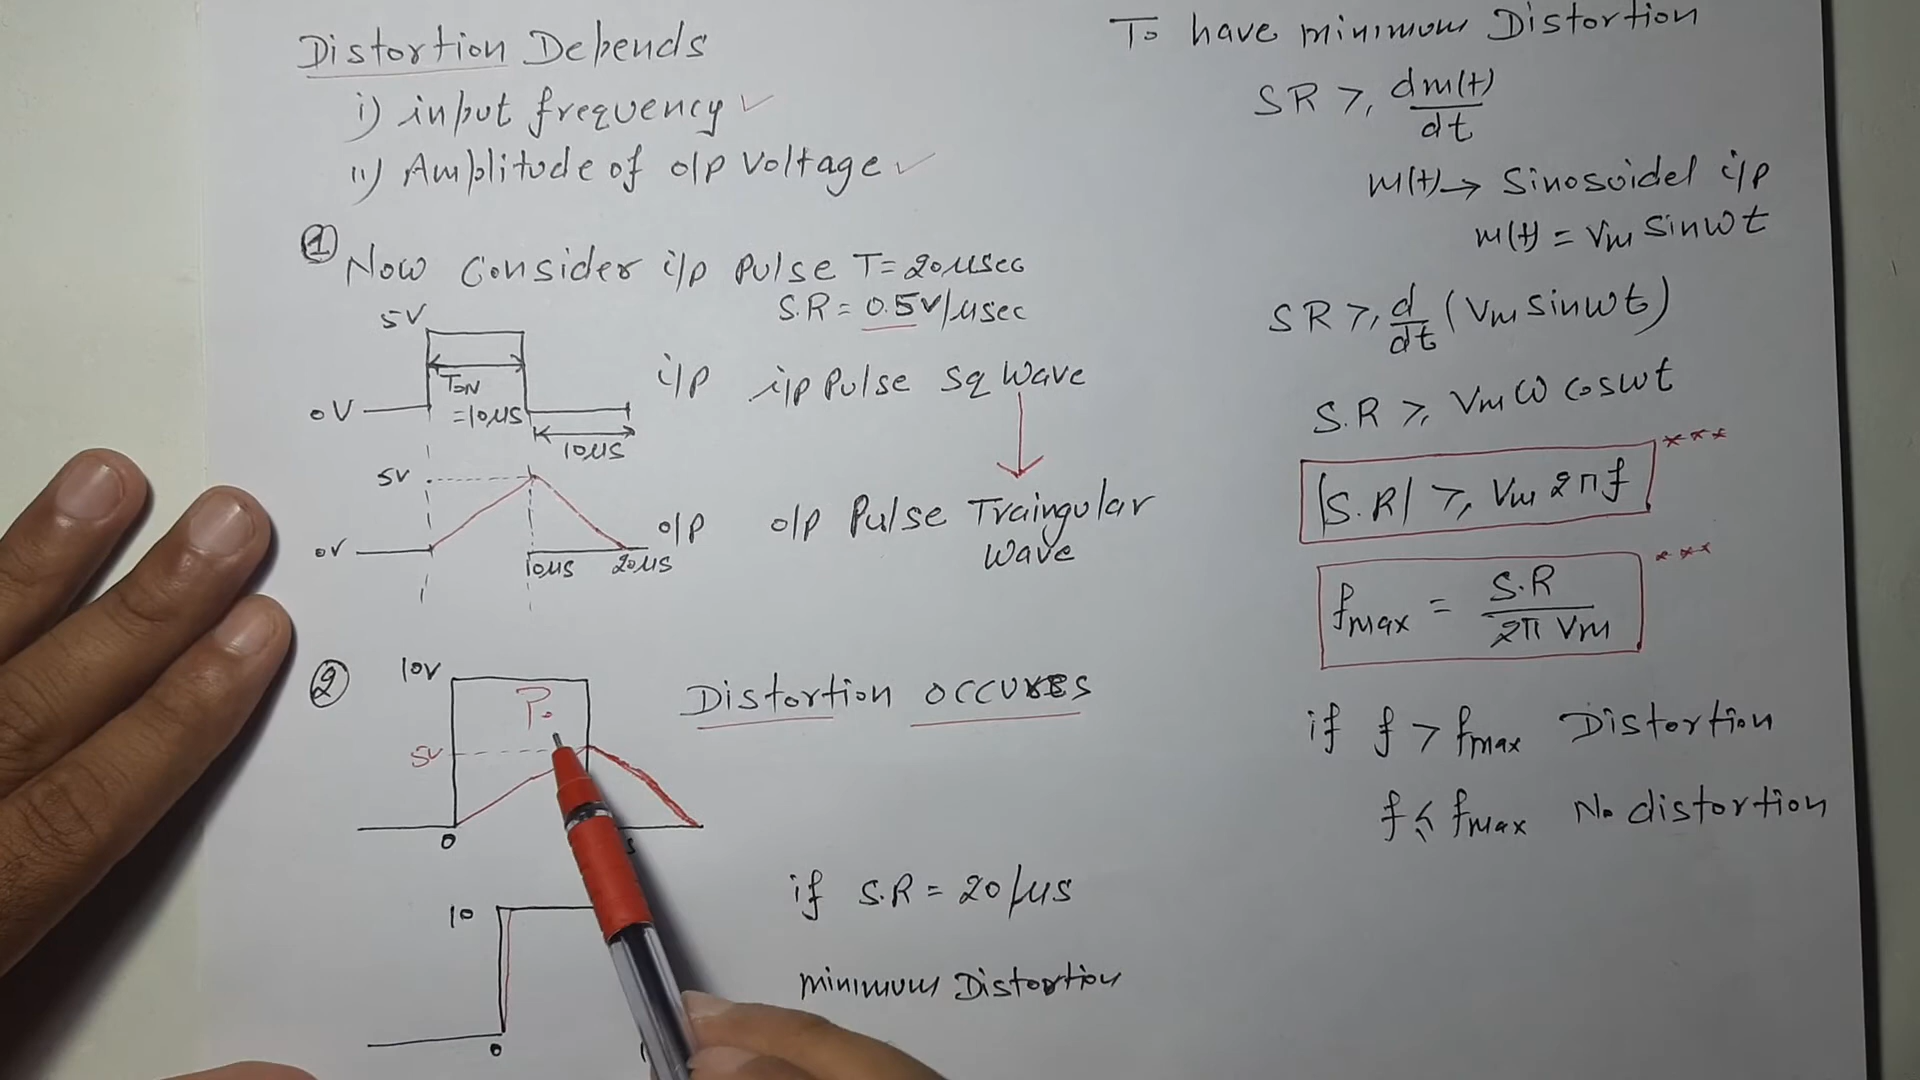 Distortion Depends
i) input frequency ✓
ii) Amplitude of o/p Voltage ✓
① Now Consider i/p Pulse T=20μsec
S.R = 0.5V/μsec
5V
TON
=10μs
0V
10μs
i/p
i/p Pulse Sq Wave
5V
0V
10μs 20μs
o/p
o/p Pulse Traingular
Wave
②
10V
5V
0
Distortion OCCURES
10
0
if S.R = 20/μs
minimum Distortion
To have minimum Distortion
SR ≥ dm(t)/dt
m(t) → Sinosoidel i/p
m(t) = Vm Sinωt
SR ≥ d/dt (Vm Sinωt)
S.R ≥ Vm ω Cosωt
|S.R| ≥ Vm 2πf ***
fmax = S.R/2π Vm ***
if f > fmax Distortion
f ≤ fmax No distortion